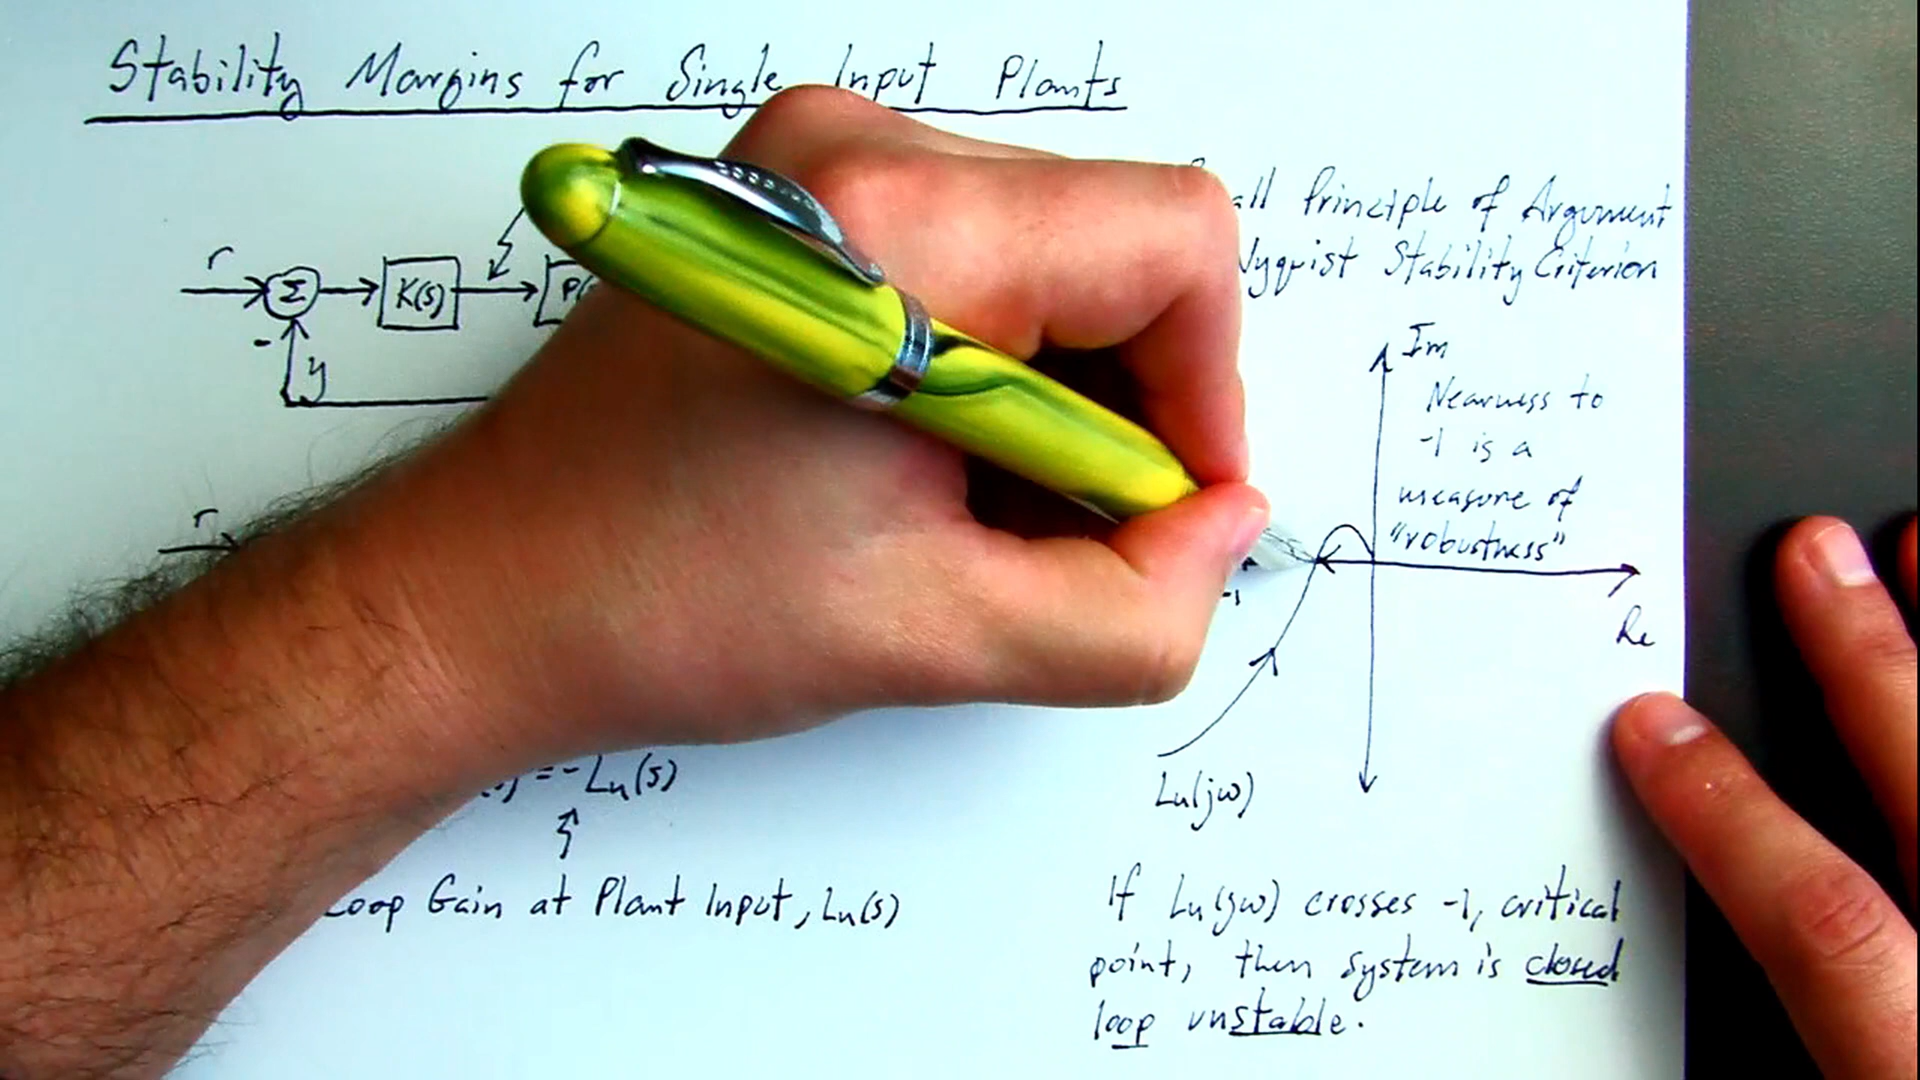 Stability Margins for Single Input Plants
r
Σ
K(s)
-
y
r
= - Lu(s)
Loop Gain at Plant Input, Lu(s)
Principle of Argument
Nyquist Stability Criterion
Im
Nearness to
-1 is a
measure of
"robustness"
-1
Re
Lu(jω)
If Lu(jω) crosses -1, critical
point, then system is closed
loop unstable.